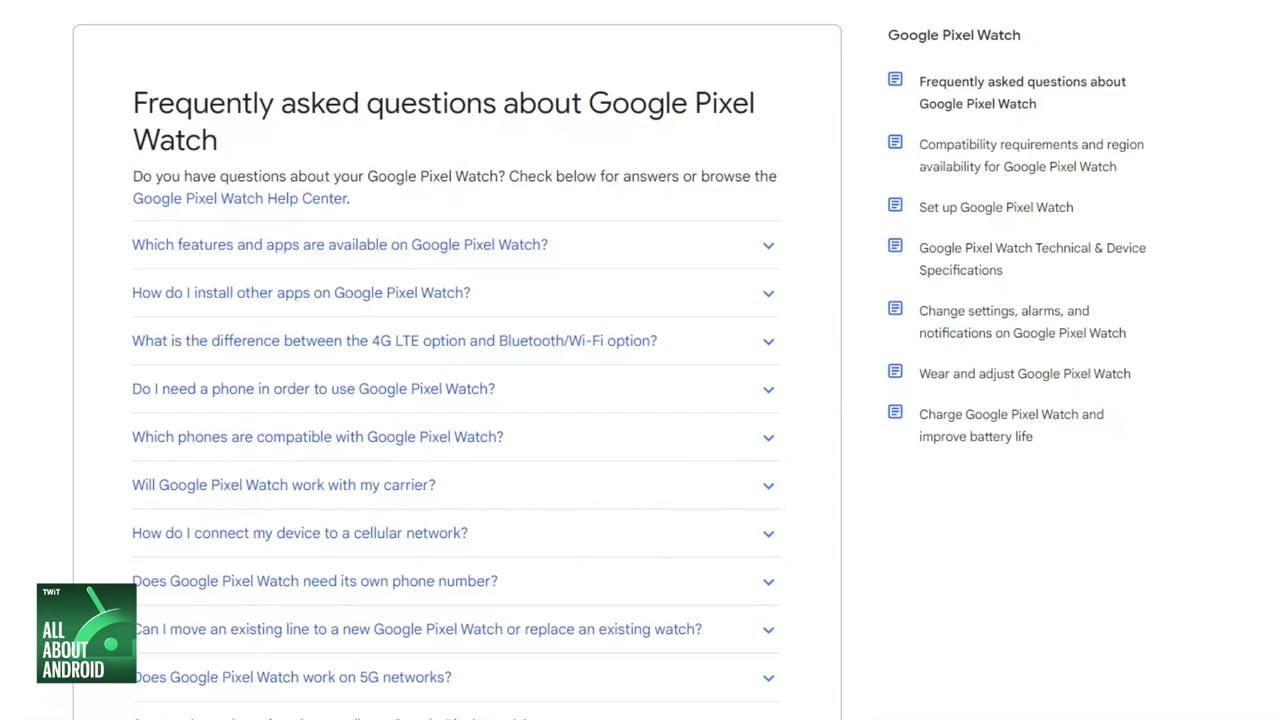 Frequently asked questions about Google Pixel
Watch
Do you have questions about your Google Pixel Watch? Check below for answers or browse the
Google Pixel Watch Help Center.
Which features and apps are available on Google Pixel Watch?
How do I install other apps on Google Pixel Watch?
What is the difference between the 4G LTE option and Bluetooth/Wi-Fi option?
Do I need a phone in order to use Google Pixel Watch?
Which phones are compatible with Google Pixel Watch?
Will Google Pixel Watch work with my carrier?
How do I connect my device to a cellular network?
Does Google Pixel Watch need its own phone number?
Can I move an existing line to a new Google Pixel Watch or replace an existing watch?
Does Google Pixel Watch work on 5G networks?
Google Pixel Watch
Frequently asked questions about
Google Pixel Watch
Compatibility requirements and region
availability for Google Pixel Watch
Set up Google Pixel Watch
Google Pixel Watch Technical & Device
Specifications
Change settings, alarms, and
notifications on Google Pixel Watch
Wear and adjust Google Pixel Watch
Charge Google Pixel Watch and
improve battery life
TWiT
ALL
ABOUT
ANDROID